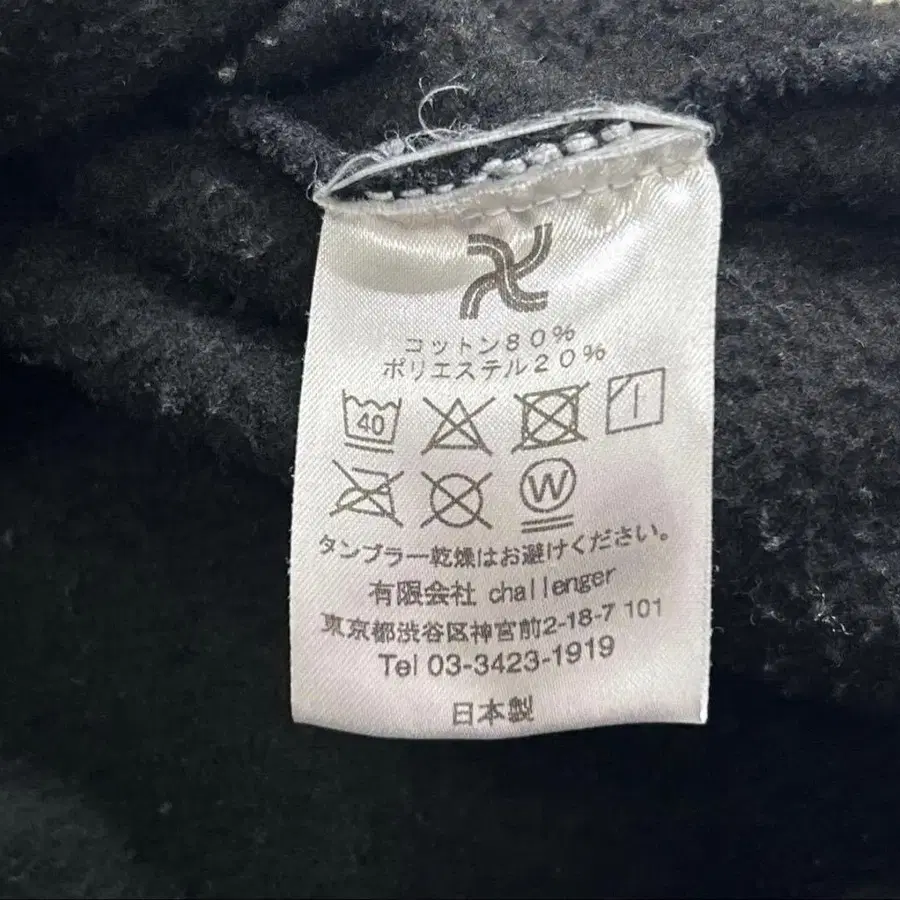 コットン80%
ポリエステル20%
40
W
タンブラー乾燥はお避けください。
有限会社 challenger
東京都渋谷区神宮前2-18-7 101
Tel 03-3423-1919
日本製